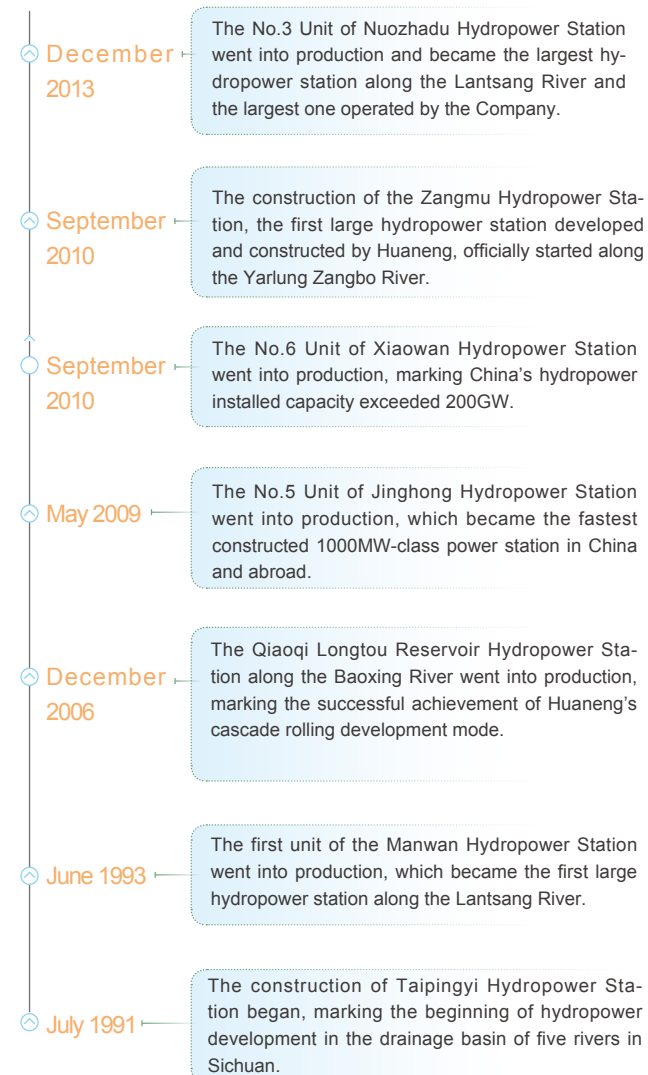 December
2013
The No.3 Unit of Nuozhadu Hydropower Station
went into production and became the largest hy-
dropower station along the Lantsang River and
the largest one operated by the Company.
September
2010
The construction of the Zangmu Hydropower Sta-
tion, the first large hydropower station developed
and constructed by Huaneng, officially started along
the Yarlung Zangbo River.
September
2010
The No.6 Unit of Xiaowan Hydropower Station
went into production, marking China's hydropower
installed capacity exceeded 200GW.
May 2009
The No.5 Unit of Jinghong Hydropower Station
went into production, which became the fastest
constructed 1000MW-class power station in China
and abroad.
December
2006
The Qiaoqi Longtou Reservoir Hydropower Sta-
tion along the Baoxing River went into production,
marking the successful achievement of Huaneng's
cascade rolling development mode.
June 1993
The first unit of the Manwan Hydropower Station
went into production, which became the first large
hydropower station along the Lantsang River.
July 1991
The construction of Taipingyi Hydropower Sta-
tion began, marking the beginning of hydropower
development in the drainage basin of five rivers in
Sichuan.